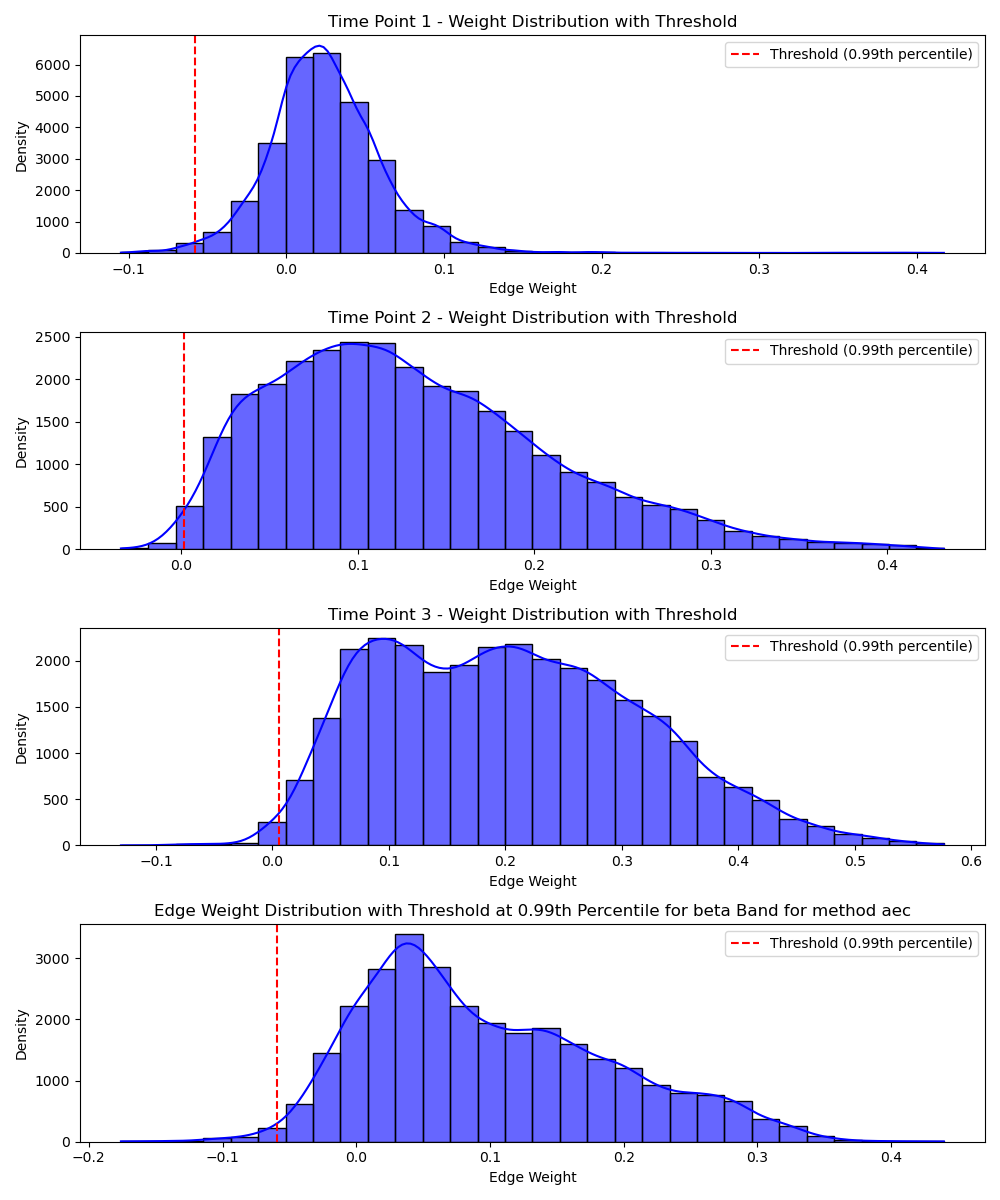 Time Point 1 - Weight Distribution with Threshold
Threshold (0.99th percentile)
Density
6000
5000
4000
3000
2000
1000
0
−0.1 0.0 0.1 0.2 0.3 0.4
Edge Weight
Time Point 2 - Weight Distribution with Threshold
Threshold (0.99th percentile)
Density
2500
2000
1500
1000
500
0
0.0 0.1 0.2 0.3 0.4
Edge Weight
Time Point 3 - Weight Distribution with Threshold
Threshold (0.99th percentile)
Density
2000
1500
1000
500
0
−0.1 0.0 0.1 0.2 0.3 0.4 0.5 0.6
Edge Weight
Edge Weight Distribution with Threshold at 0.99th Percentile for beta Band for method aec
Threshold (0.99th percentile)
Density
3000
2000
1000
0
−0.2 −0.1 0.0 0.1 0.2 0.3 0.4
Edge Weight